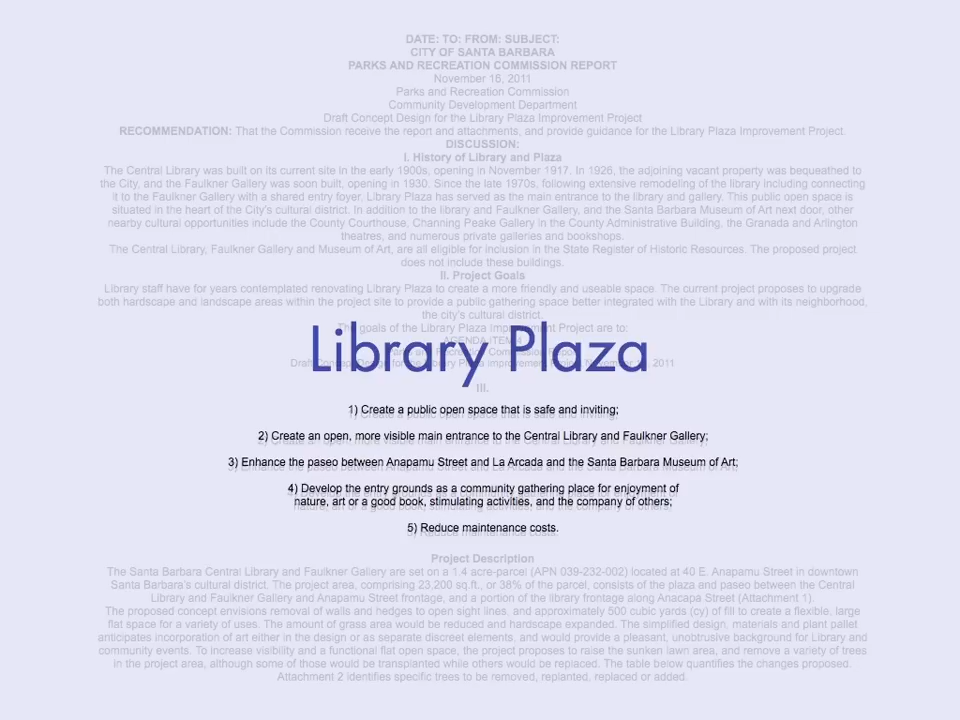 DATE: TO: FROM: SUBJECT:
CITY OF SANTA BARBARA
PARKS AND RECREATION COMMISSION REPORT
November 16, 2011
Parks and Recreation Commission
Community Development Department
Draft Concept Design for the Library Plaza Improvement Project
RECOMMENDATION: That the Commission receive the report and attachments, and provide guidance for the Library Plaza Improvement Project.
DISCUSSION:
I. History of Library and Plaza
The Central Library was built on its current site in the early 1900s, opening in November 1917. In 1926, the adjoining vacant property was bequeathed to
the City, and the Faulkner Gallery was soon built, opening in 1930. Since the late 1970s, following extensive remodeling of the library including connecting
it to the Faulkner Gallery with a shared entry foyer, Library Plaza has served as the main entrance to the library and gallery. This public open space is
situated in the heart of the City's cultural district. In addition to the library and Faulkner Gallery, and the Santa Barbara Museum of Art next door, other
nearby cultural opportunities include the County Courthouse, Channing Peake Gallery in the County Administrative Building, the Granada and Arlington
theatres, and numerous private galleries and bookshops.
The Central Library, Faulkner Gallery and Museum of Art, are all eligible for inclusion in the State Register of Historic Resources. The proposed project
does not include these buildings.
II. Project Goals
Library staff have for years contemplated renovating Library Plaza to create a more friendly and useable space. The current project proposes to upgrade
both hardscape and landscape areas within the project site to provide a public gathering space better integrated with the Library and with its neighborhood,
the city's cultural district.
The goals of the Library Plaza Improvement Project are to:
AGENDA ITEM
Library Plaza
Draft Concept Design for the Library Plaza Improvement 2011
III.
1) Create a public open space that is safe and inviting;
2) Create an open, more visible main entrance to the Central Library and Faulkner Gallery;
3) Enhance the paseo between Anapamu Street and La Arcada and the Santa Barbara Museum of Art;
4) Develop the entry grounds as a community gathering place for enjoyment of
nature, art or a good book, stimulating activities, and the company of others;
5) Reduce maintenance costs.
Project Description
The Santa Barbara Central Library and Faulkner Gallery are set on a 1.4 acre-parcel (APN 039-232-002) located at 40 E. Anapamu Street in downtown
Santa Barbara's cultural district. The project area, comprising 23,200 sq.ft., or 38% of the parcel, consists of the plaza and paseo between the Central
Library and Faulkner Gallery and Anapamu Street frontage, and a portion of the library frontage along Anacapa Street (Attachment 1).
The proposed concept envisions removal of walls and hedges to open sight lines, and approximately 500 cubic yards (cy) of fill to create a flexible, large
flat space for a variety of uses. The amount of grass area would be reduced and hardscape expanded. The simplified design, materials and plant pallet
anticipates incorporation of art either in the design or as separate discreet elements, and would provide a pleasant, unobtrusive background for Library and
community events. To increase visibility and a functional flat open space, the project proposes to raise the sunken lawn area, and remove a variety of trees
in the project area, although some of those would be transplanted while others would be replaced. The table below quantifies the changes proposed.
Attachment 2 identifies specific trees to be removed, replanted, replaced or added.